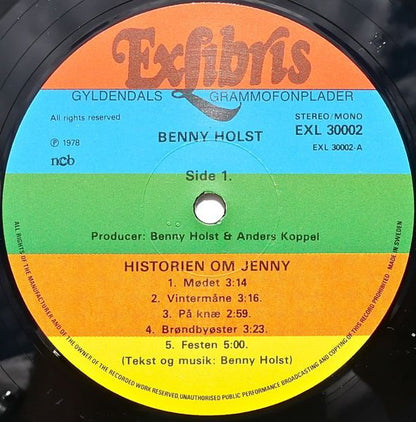 Exlibris
GYLDENDALS GRAMMOFONPLADER
All rights reserved
STEREO/MONO
BENNY HOLST
EXL 30002
EXL 30002-A
℗ 1978
ncb
Side 1.
Producer: Benny Holst & Anders Koppel
HISTORIEN OM JENNY
1. Mødet 3:14
2. Vintermåne 3:16.
3. På knæ 2:59.
4. Brøndbyøster 3:23.
5. Festen 5:00.
(Tekst og musik: Benny Holst)
ALL RIGHTS OF THE MANUFACTURER AND OF THE OWNER OF THE RECORDED WORK RESERVED, UNAUTHORISED PUBLIC PERFORMANCE BROADCASTING AND COPYING OF THIS RECORD PROHIBITED · MADE IN SWEDEN